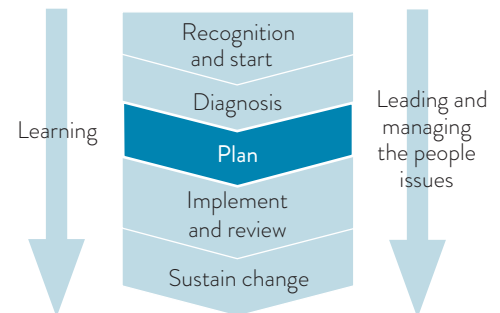 Recognition
and start
Diagnosis
Plan
Implement
and review
Sustain change
Learning
Leading and
managing
the people
issues